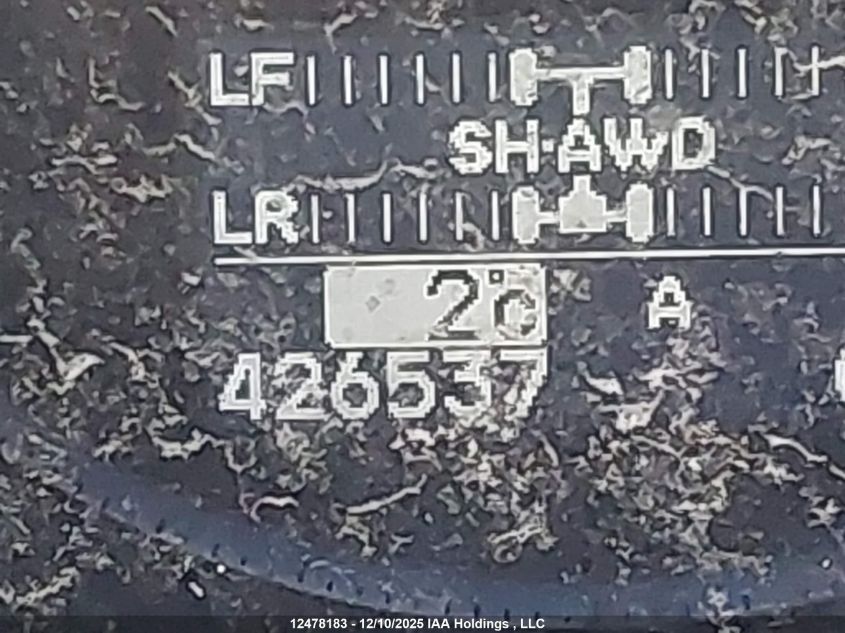 LF
SH-AWD
LR
2°C A
426537
12478183 - 12/10/2025 IAA Holdings , LLC